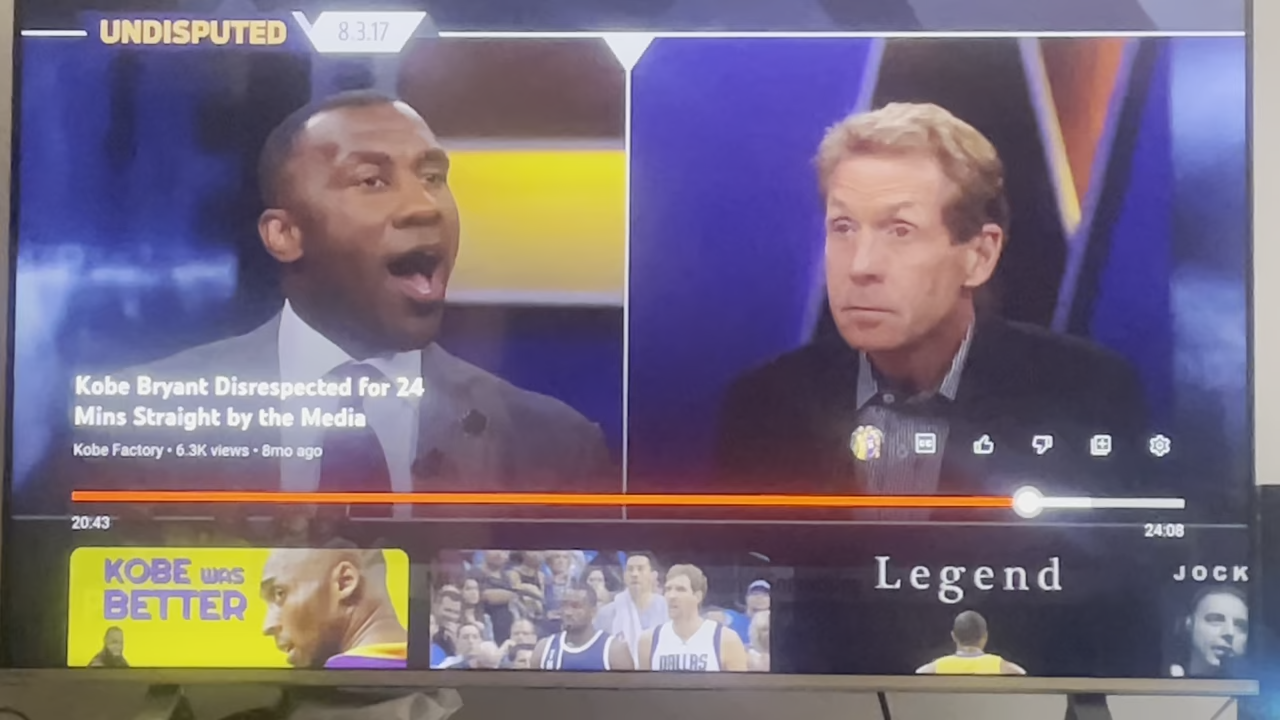 UNDISPUTED
8.3.17
Kobe Bryant Disrespected for 24
Mins Straight by the Media
Kobe Factory • 6.3K views • 8mo ago
CC
20:43
24:08
KOBE WAS
BETTER
DALLAS
Legend
JOCK